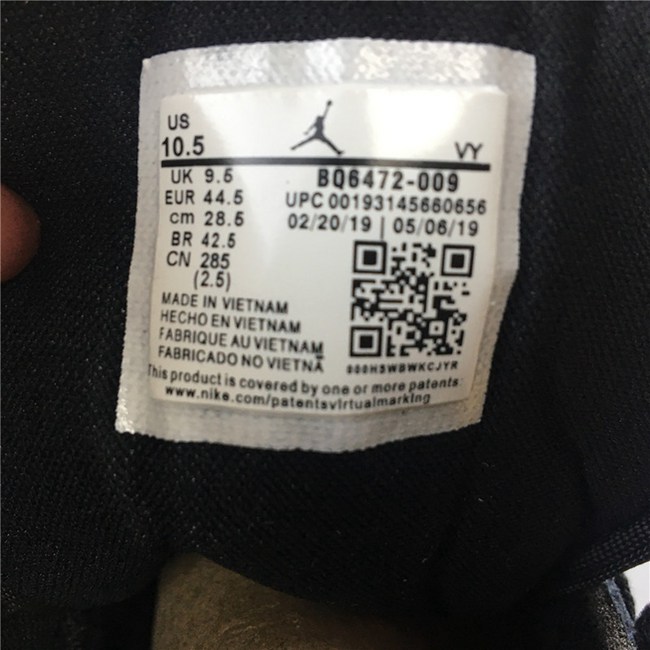 US
10.5
VY
UK 9.5
EUR 44.5
cm 28.5
BR 42.5
CN 285
(2.5)
BQ6472-009
UPC 00193145660656
02/20/19 | 05/06/19
MADE IN VIETNAM
HECHO EN VIETNAM
FABRIQUE AU VIETNAM
FABRICADO NO VIETNÃ
000H5WBWKCJYR
This product is covered by one or more patents
www.nike.com/patentsvirtualmarking